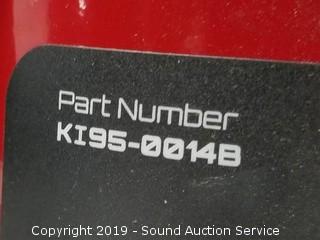 Part Number
KI95-0014B
Copyright 2019 - Sound Auction Service